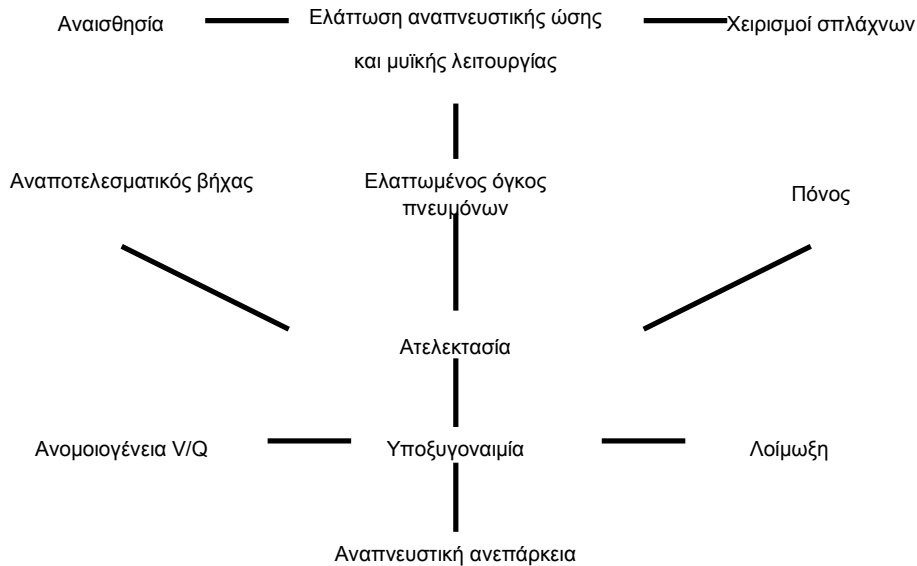 Αναισθησία
Ελάττωση αναπνευστικής ώσης
Χειρισμοί σπλάχνων
και μυϊκής λειτουργίας
Αναποτελεσματικός βήχας
Ελαττωμένος όγκος
πνευμόνων
Πόνος
Ατελεκτασία
Ανομοιογένεια V/Q
Υποξυγοναιμία
Λοίμωξη
Αναπνευστική ανεπάρκεια